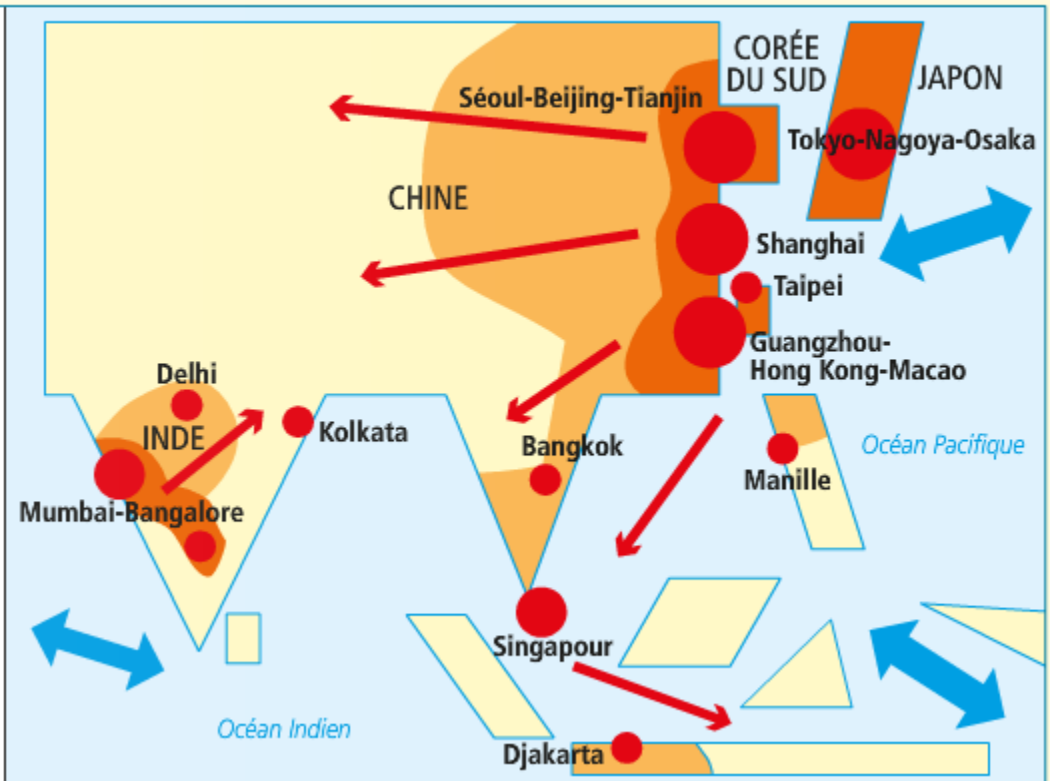 CORÉE
DU SUD
JAPON
Séoul-Beijing-Tianjin
Tokyo-Nagoya-Osaka
CHINE
Shanghai
Taipei
Guangzhou-
Hong Kong-Macao
Delhi
INDE
Kolkata
Bangkok
Océan Pacifique
Manille
Mumbai-Bangalore
Singapour
Océan Indien
Djakarta